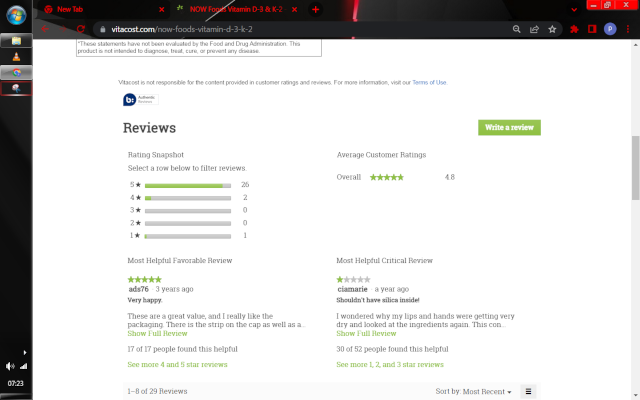 New Tab
NOW Foods Vitamin D-3 & K-2
vitacost.com/now-foods-vitamin-d-3-k-2
P
*These statements have not been evaluated by the Food and Drug Administration. This
product is not intended to diagnose, treat, cure, or prevent any disease.
Vitacost is not responsible for the content provided in customer ratings and reviews. For more information, visit our Terms of Use.
b:
Authentic
Reviews
Write a review
Rating Snapshot
Average Customer Ratings
Select a row below to filter reviews.
Overall 4.8
5★ 26
4★ 2
3★ 0
2★ 0
1★ 1
Most Helpful Favorable Review
ads76 · 3 years ago
Very happy.
These are a great value, and I really like the
packaging. There is the strip on the cap as well as a...
Show Full Review
17 of 17 people found this helpful
See more 4 and 5 star reviews
Most Helpful Critical Review
ciamarie · a year ago
Shouldn't have silica inside!
I wondered why my lips and hands were getting very
dry and looked at the ingredients again. This con...
Show Full Review
30 of 52 people found this helpful
See more 1, 2, and 3 star reviews
1–8 of 29 Reviews
Sort by: Most Recent
07:23